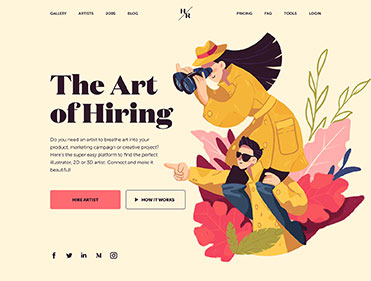 GALLERY ARTISTS JOBS BLOG H/R PRICING FAQ TOOLS LOGIN
The Art
of Hiring
Do you need an artist to breathe art into your
product, marketing campaign or creative project?
Here's the super easy platform to find the perfect
illustrator, 2D or 3D artist. Connect and make it
beautiful!
HIRE ARTIST HOW IT WORKS